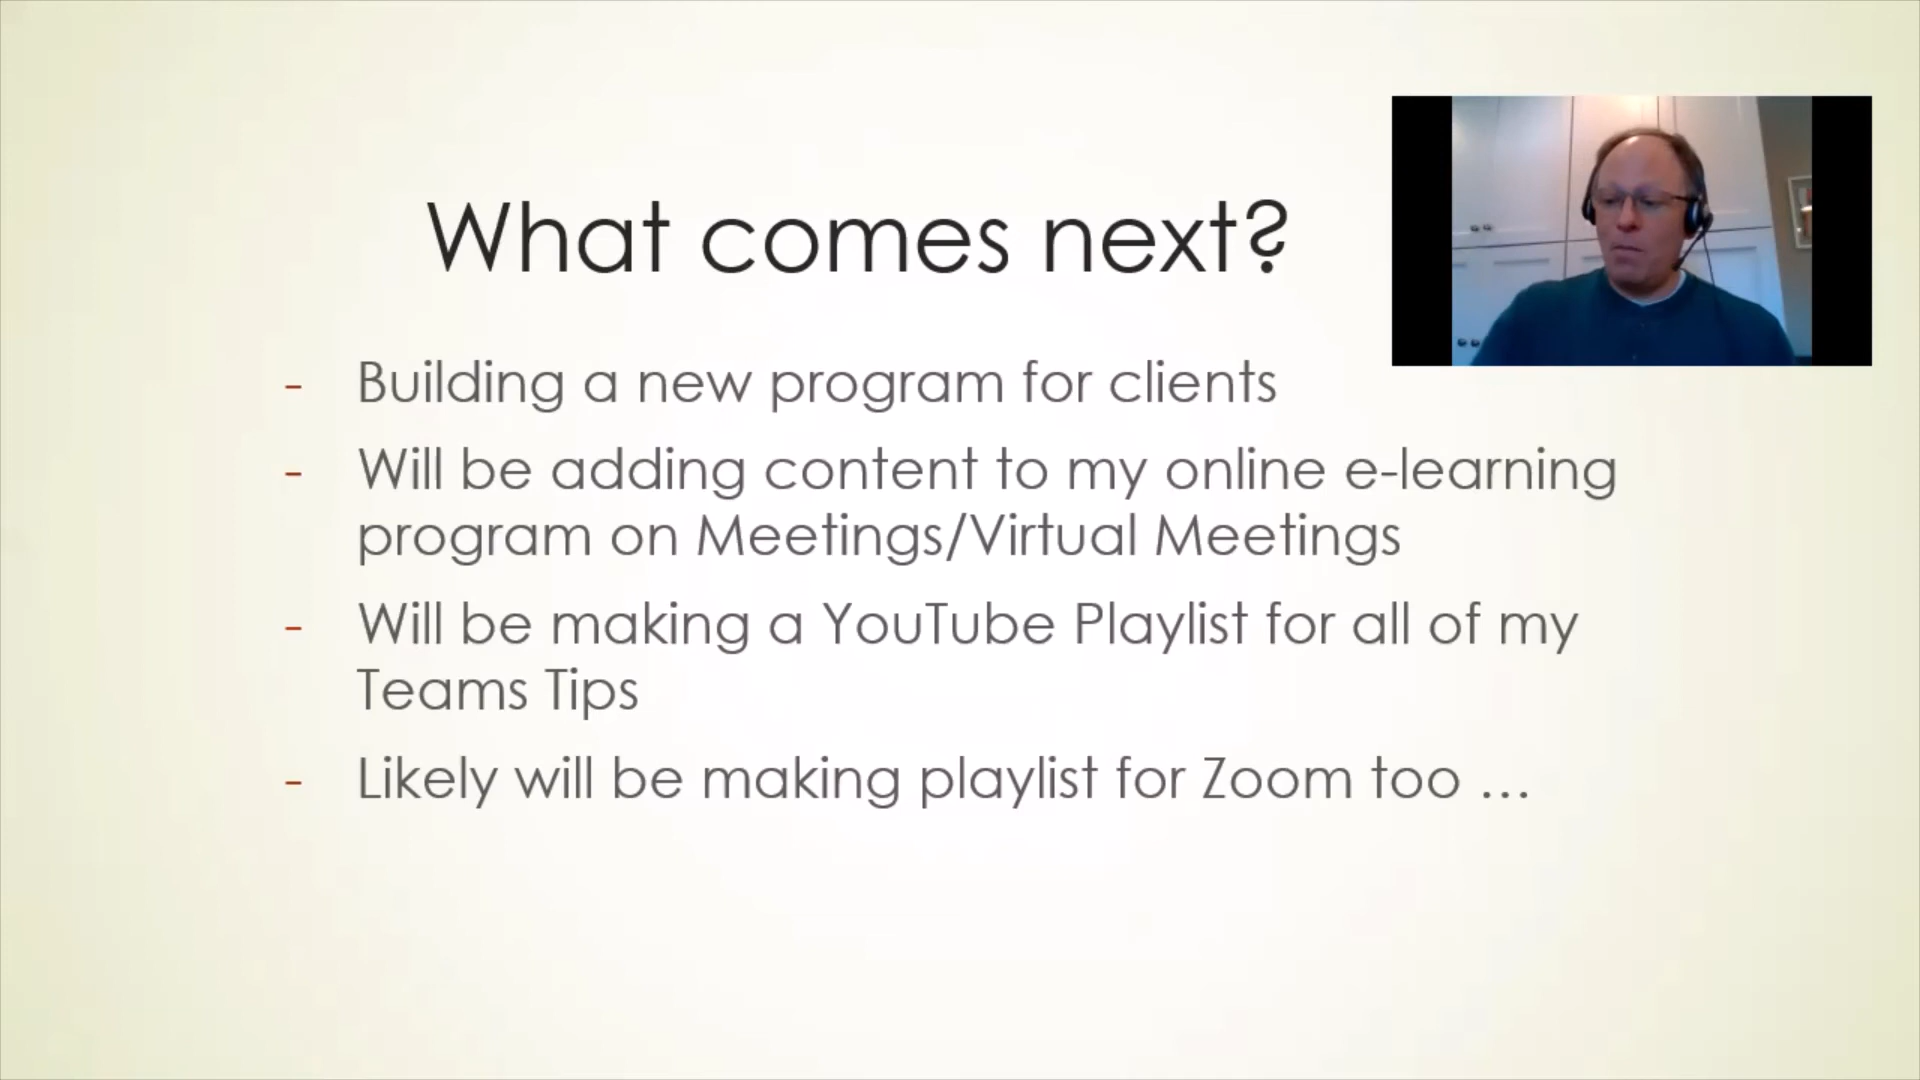 What comes next?
- Building a new program for clients
- Will be adding content to my online e-learning
program on Meetings/Virtual Meetings
- Will be making a YouTube Playlist for all of my
Teams Tips
- Likely will be making playlist for Zoom too …